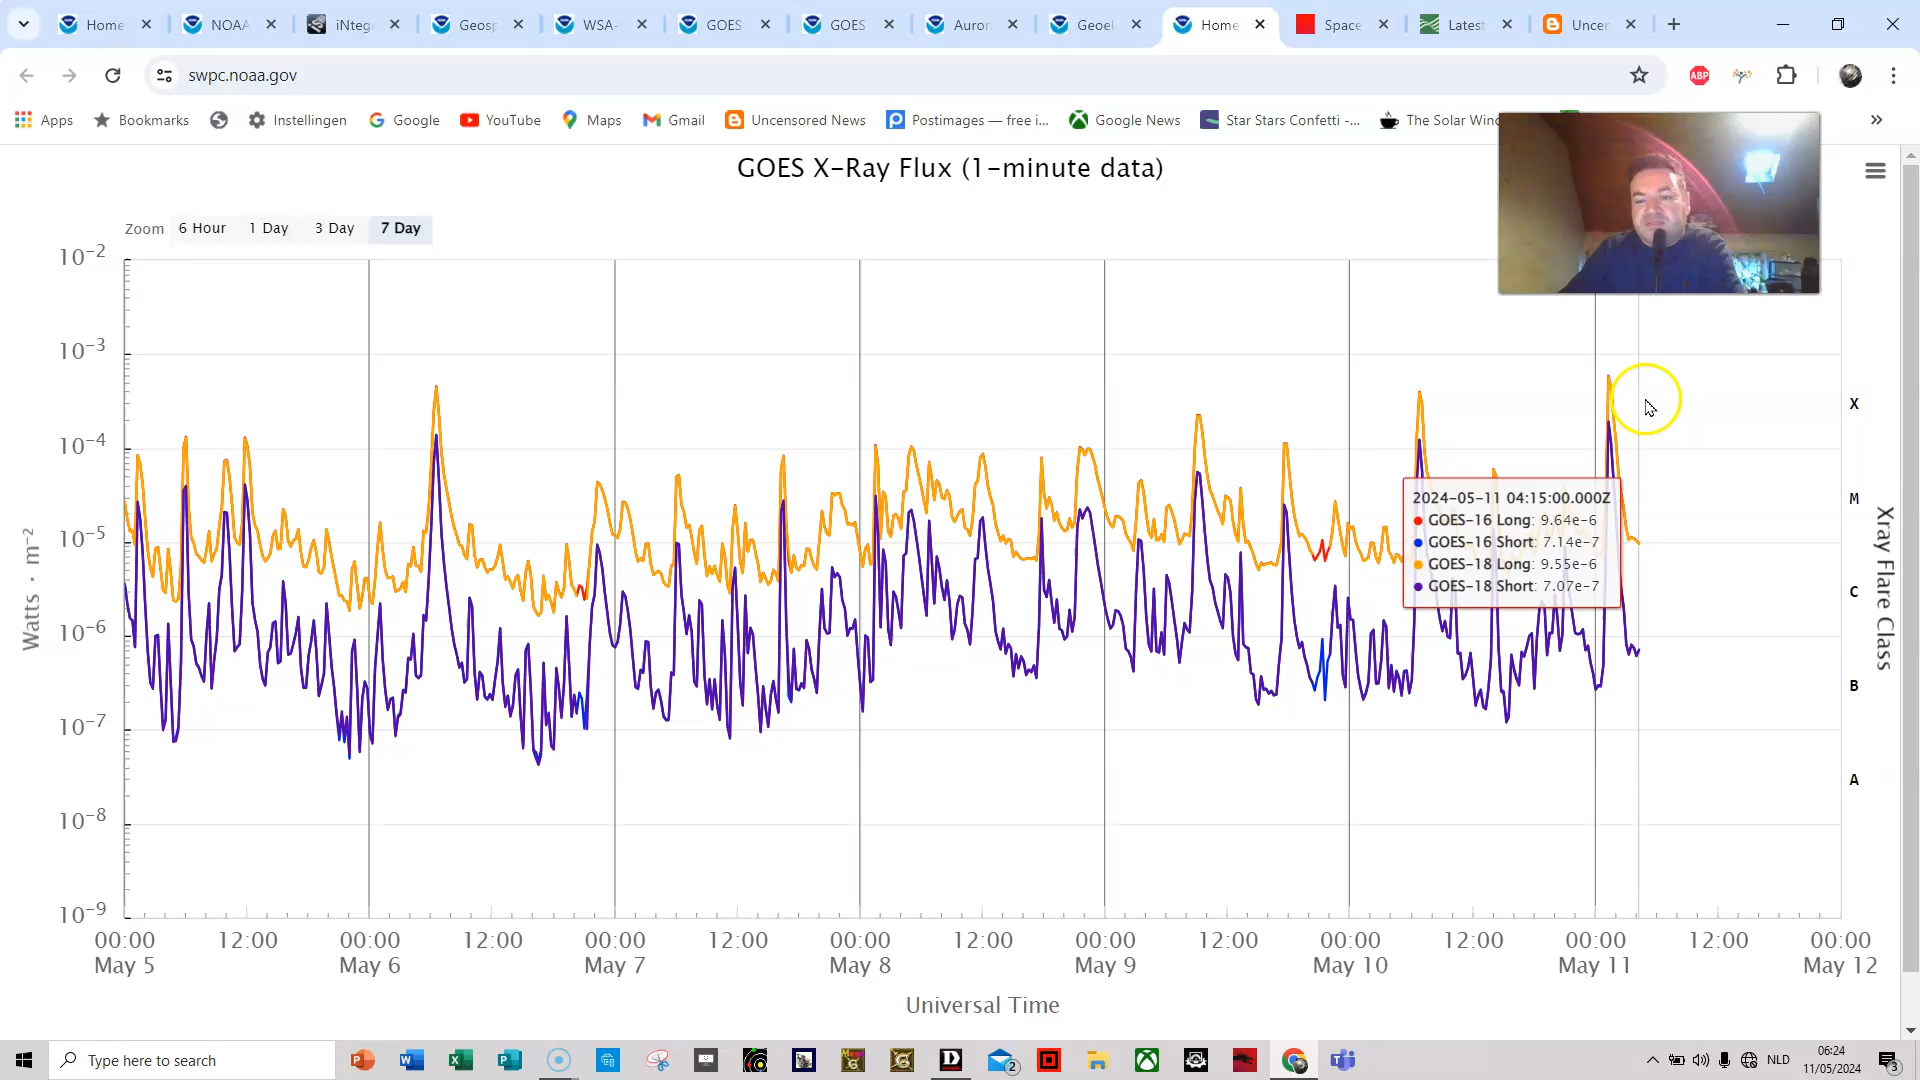 Home
NOAA
iNteg
Geosp
WSA-
GOES
GOES
Auror
Geoel
Home
Space
Latest
Uncen
swpc.noaa.gov
ABP
Apps
Bookmarks
Instellingen
Google
YouTube
Maps
Gmail
Uncensored News
Postimages — free i...
Google News
Star Stars Confetti -...
The Solar Wind
»
GOES X-Ray Flux (1-minute data)
Zoom 6 Hour 1 Day 3 Day 7 Day
10-2
10-3
10-4
10-5
10-6
10-7
10-8
10-9
Watts · m-2
X
M
C
B
A
Xray Flare Class
2024-05-11 04:15:00.000Z
GOES-16 Long: 9.64e-6
GOES-16 Short: 7.14e-7
GOES-18 Long: 9.55e-6
GOES-18 Short: 7.07e-7
00:00 12:00 00:00 12:00 00:00 12:00 00:00 12:00 00:00 12:00 00:00 12:00 00:00 12:00 00:00
May 5 May 6 May 7 May 8 May 9 May 10 May 11 May 12
Universal Time
Type here to search
2
NLD
06:24
11/05/2024
3